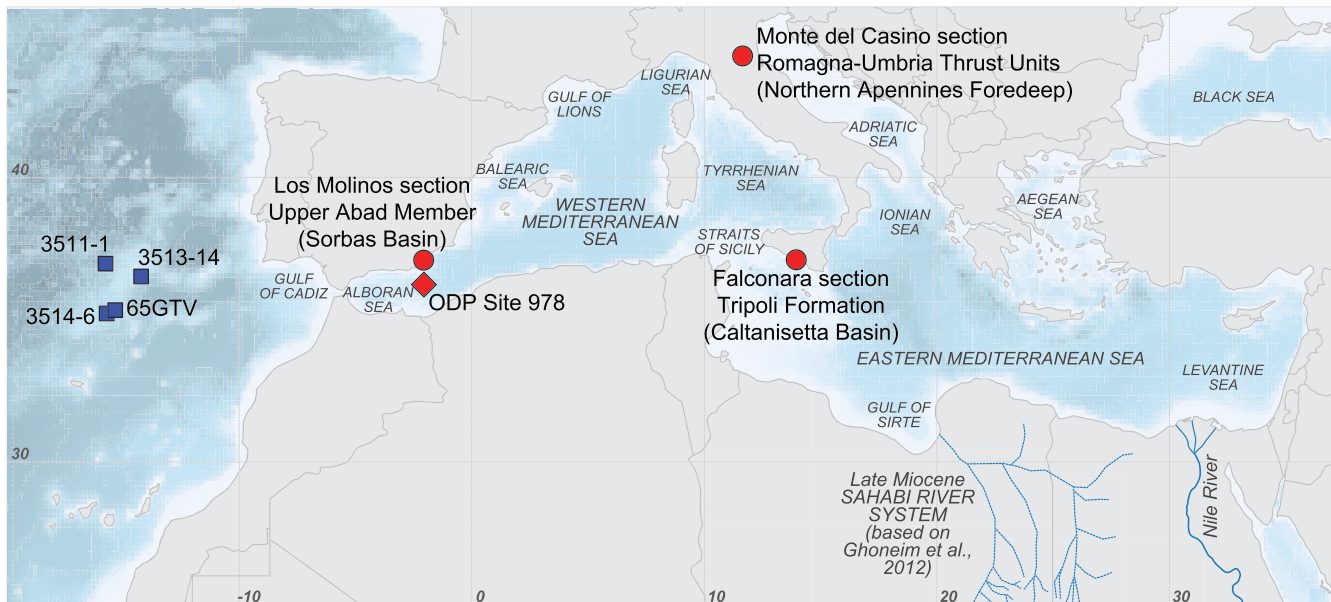 Monte del Casino section
Romagna-Umbria Thrust Units
(Northern Apennines Foredeep)
LIGURIAN
SEA
GULF OF
LIONS
BLACK SEA
ADRIATIC
SEA
40
BALEARIC
SEA
TYRRHENIAN
SEA
Los Molinos section
Upper Abad Member
(Sorbas Basin)
WESTERN
MEDITERRANEAN
SEA
AEGEAN
SEA
IONIAN
SEA
STRAITS
OF SICILY
3511-1
3513-14
GULF
OF CADIZ
ALBORAN
SEA
ODP Site 978
3514-6
65GTV
Falconara section
Tripoli Formation
(Caltanisetta Basin)
EASTERN MEDITERRANEAN SEA
LEVANTINE
SEA
GULF OF
SIRTE
30
Late Miocene
SAHABI RIVER
SYSTEM
(based on
Ghoneim et al.,
2012)
Nile River
-10
0
10
20
30